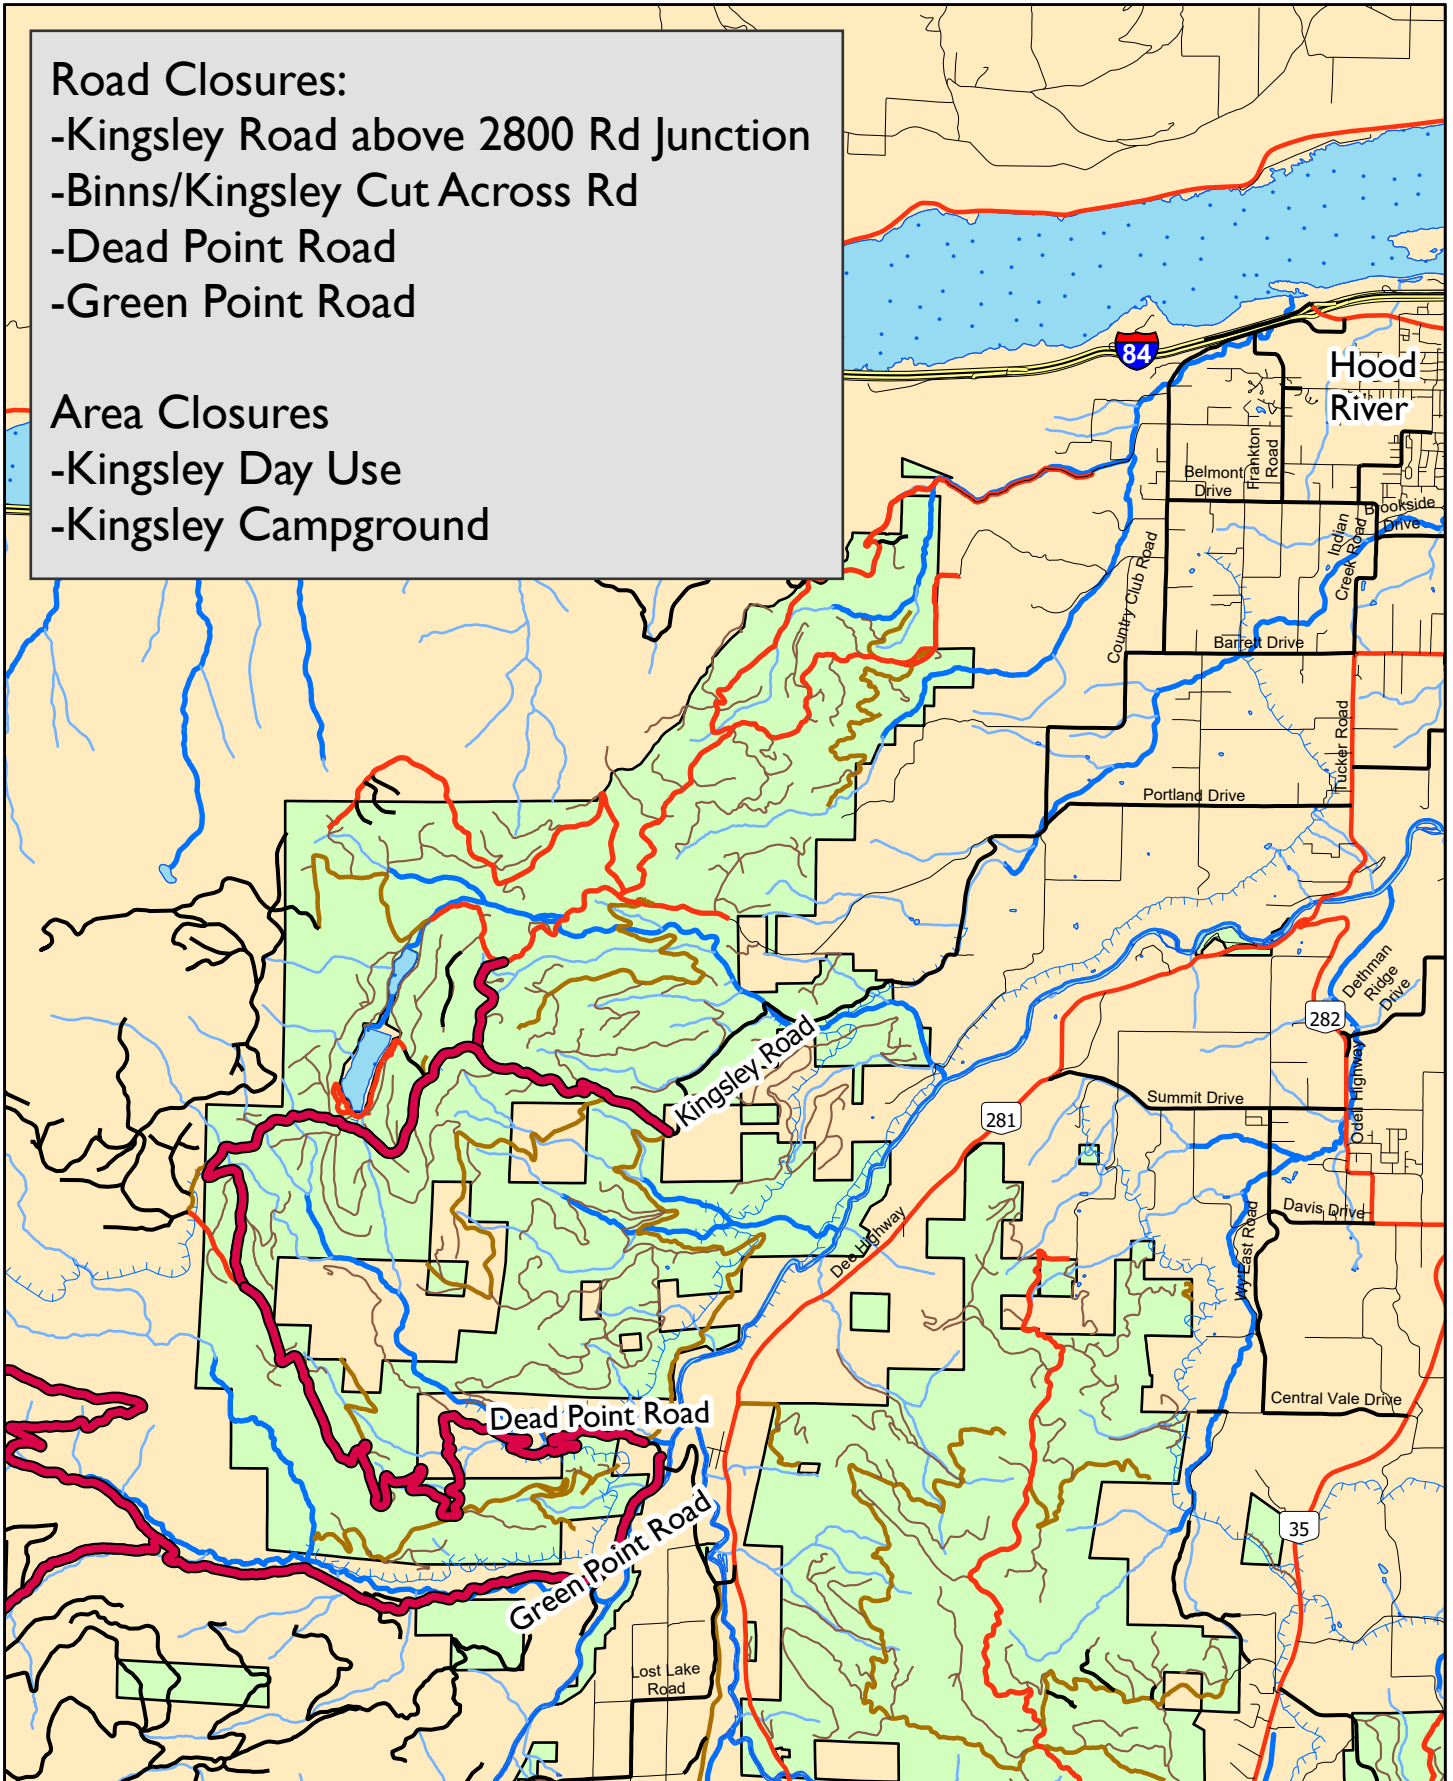 Road Closures:
-Kingsley Road above 2800 Rd Junction
-Binns/Kingsley Cut Across Rd
-Dead Point Road
-Green Point Road
Area Closures
-Kingsley Day Use
-Kingsley Campground
84
Hood
River
Frankton
Road
Belmont
Drive
Brookside
Drive
Indian
Creek Road
Country Club Road
Barrett Drive
Tucker Road
Portland Drive
Dethman
Ridge
Drive
282
Kingsley Road
Odell Highway
Summit Drive
281
Davis Drive
Wy'East Road
Dee Highway
Central Vale Drive
Dead Point Road
35
Green Point Road
Lost Lake
Road